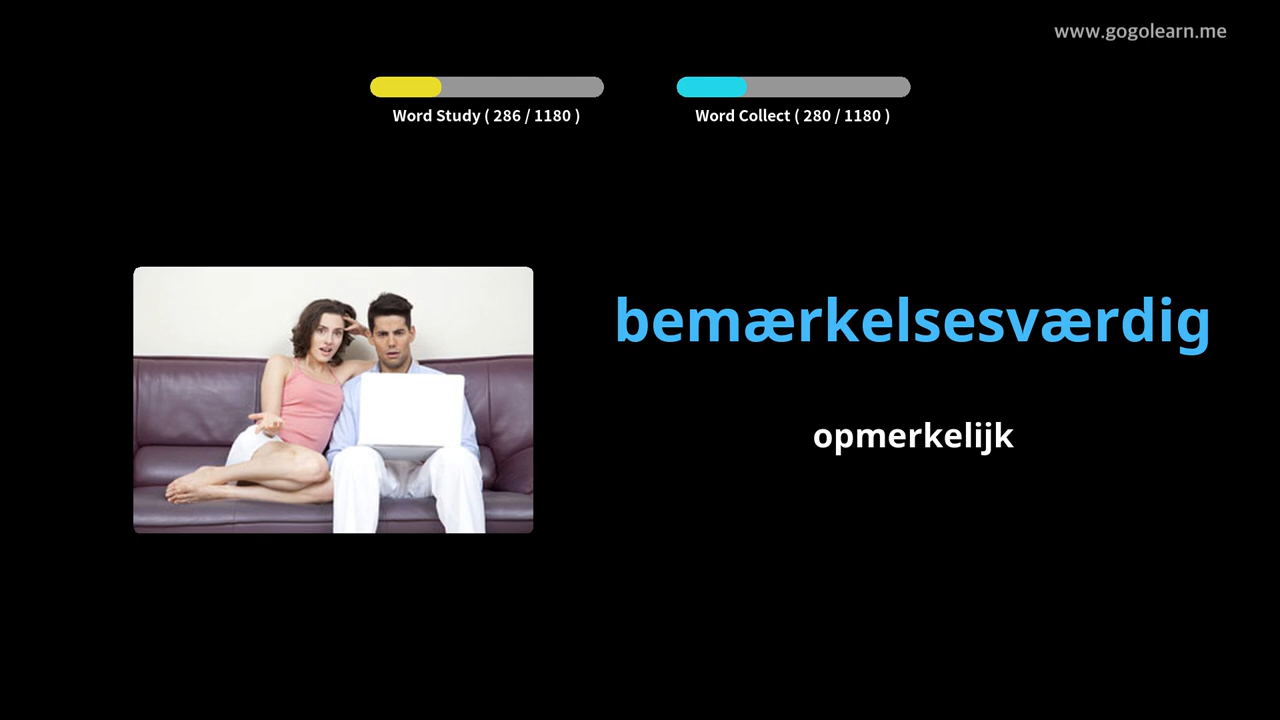 www.gogolearn.me
Word Study ( 286 / 1180 )
Word Collect ( 280 / 1180 )
bemærkelsesværdig
opmerkelijk